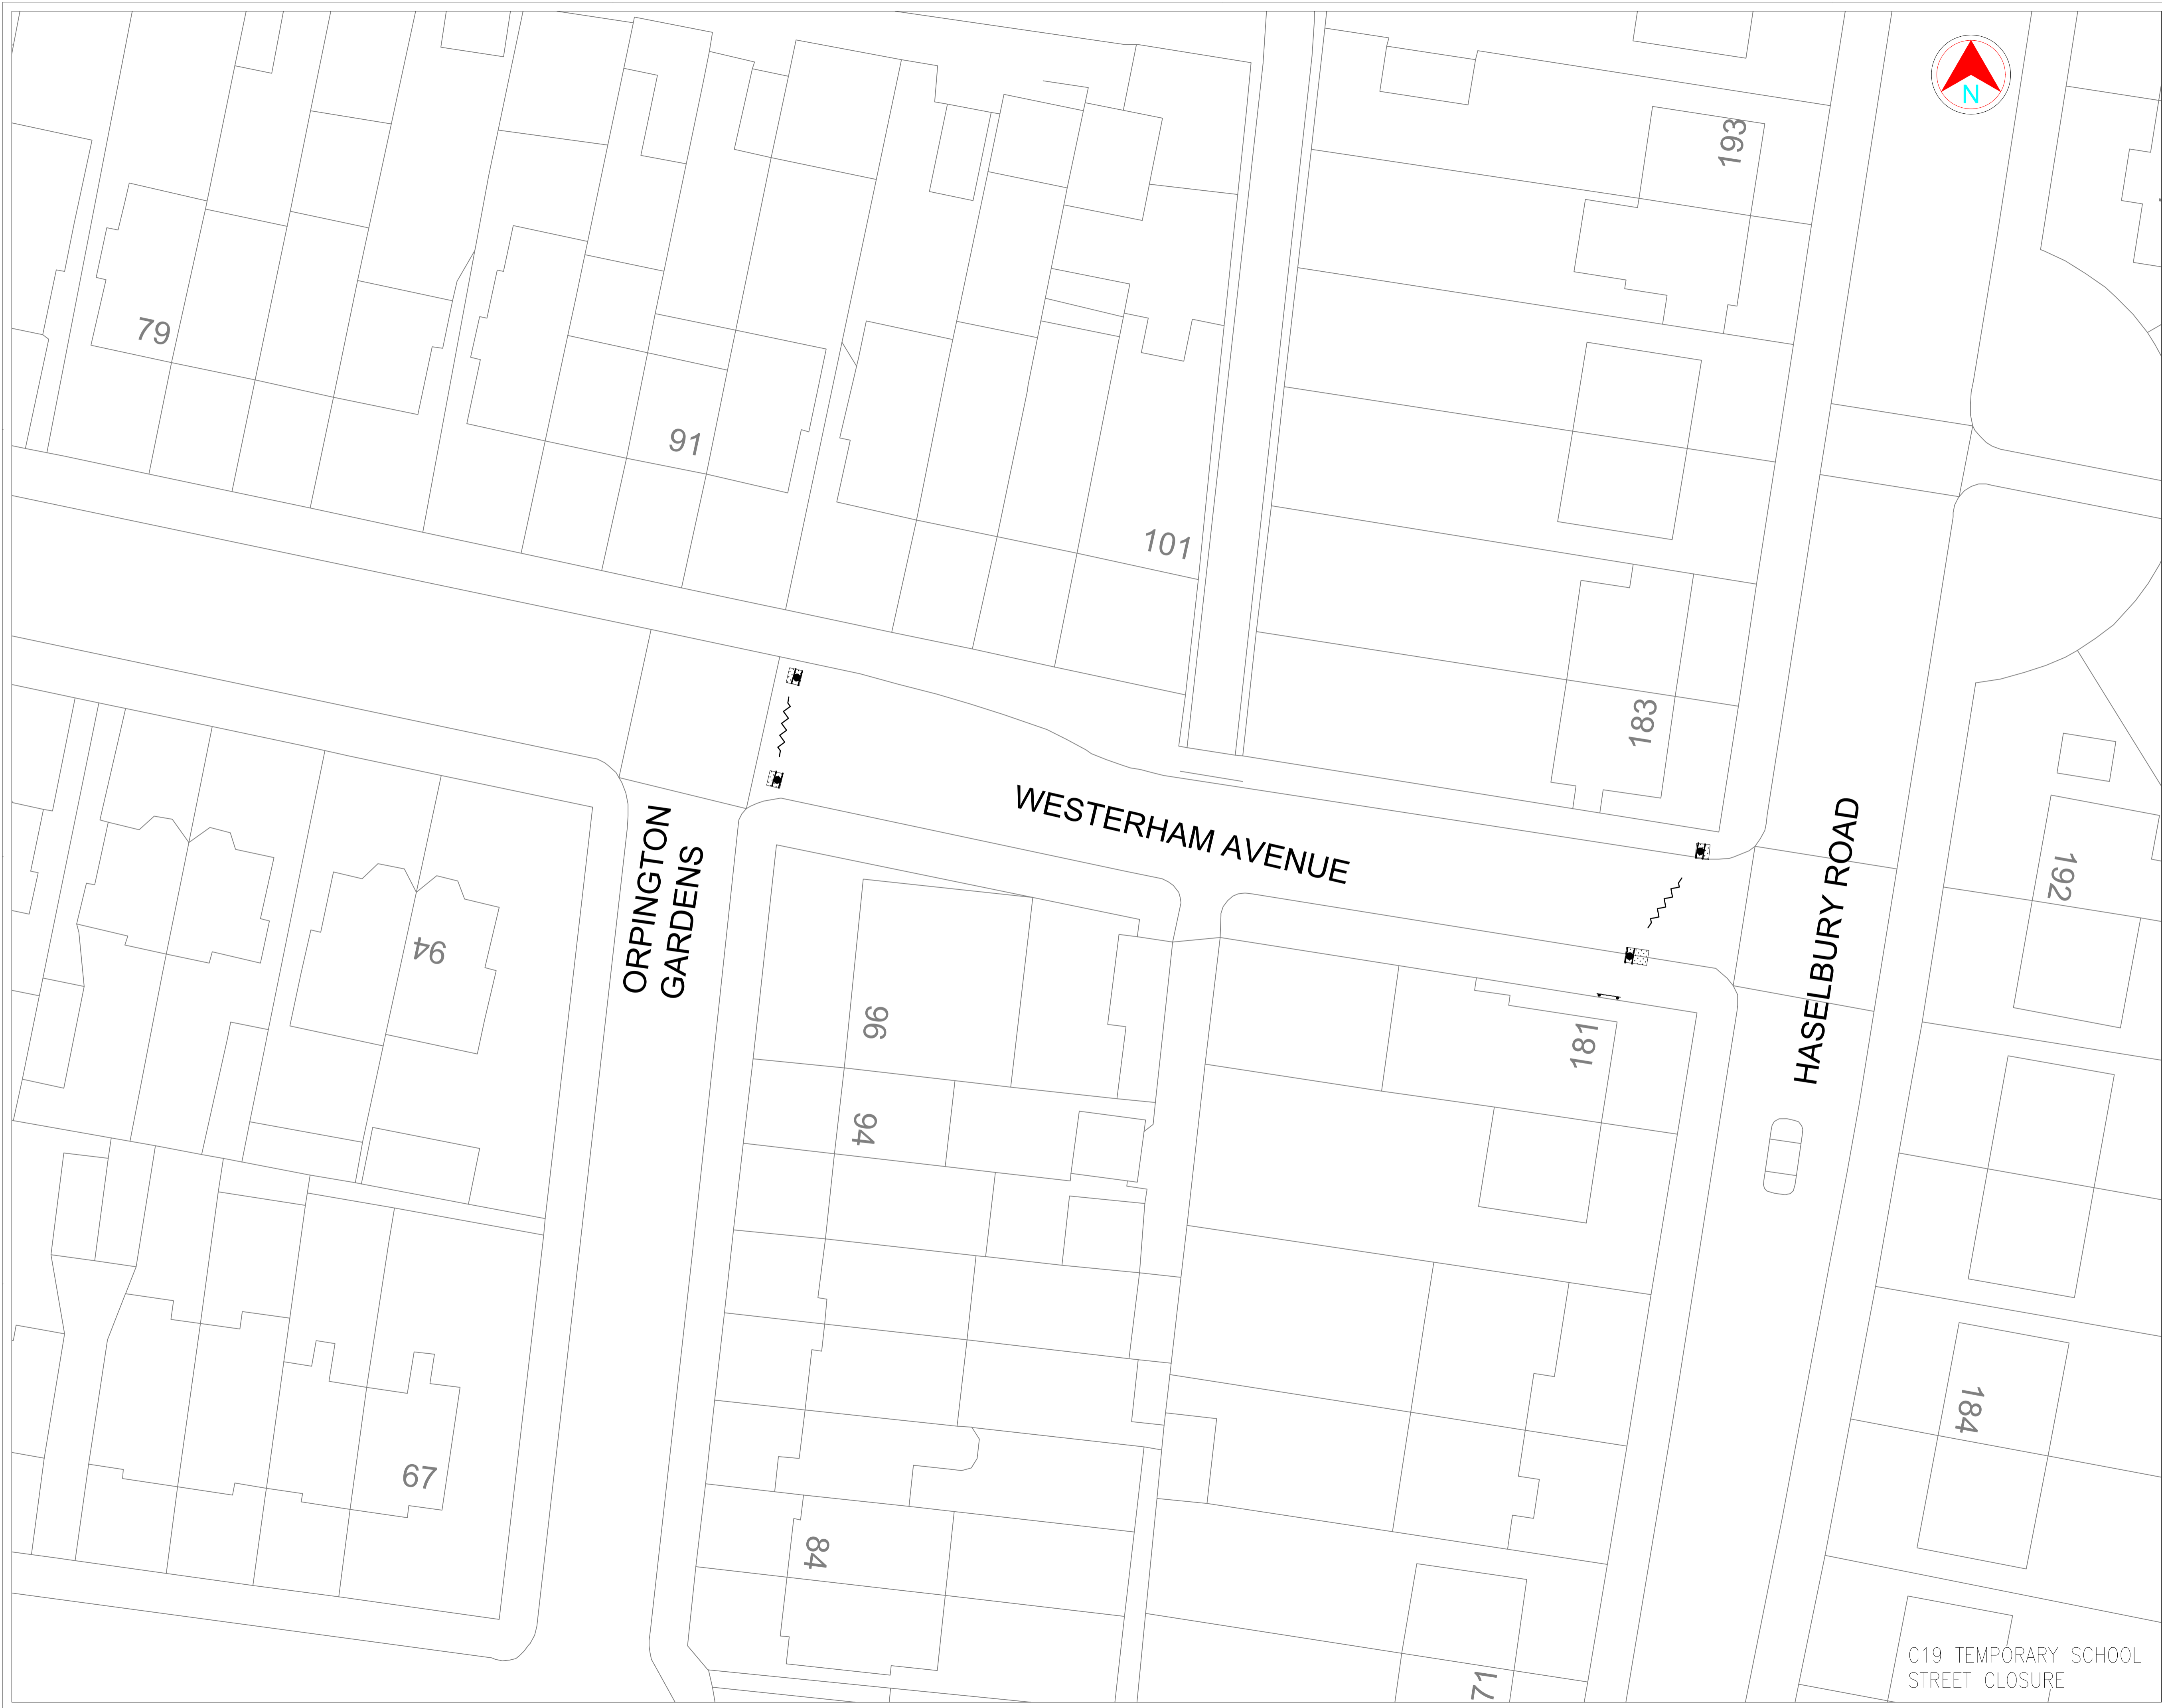 N
193
79
91
101
183
WESTERHAM AVENUE
ORPINGTON
GARDENS
HASELBURY ROAD
192
94
96
181
94
184
67
84
171
C19 TEMPORARY SCHOOL
STREET CLOSURE